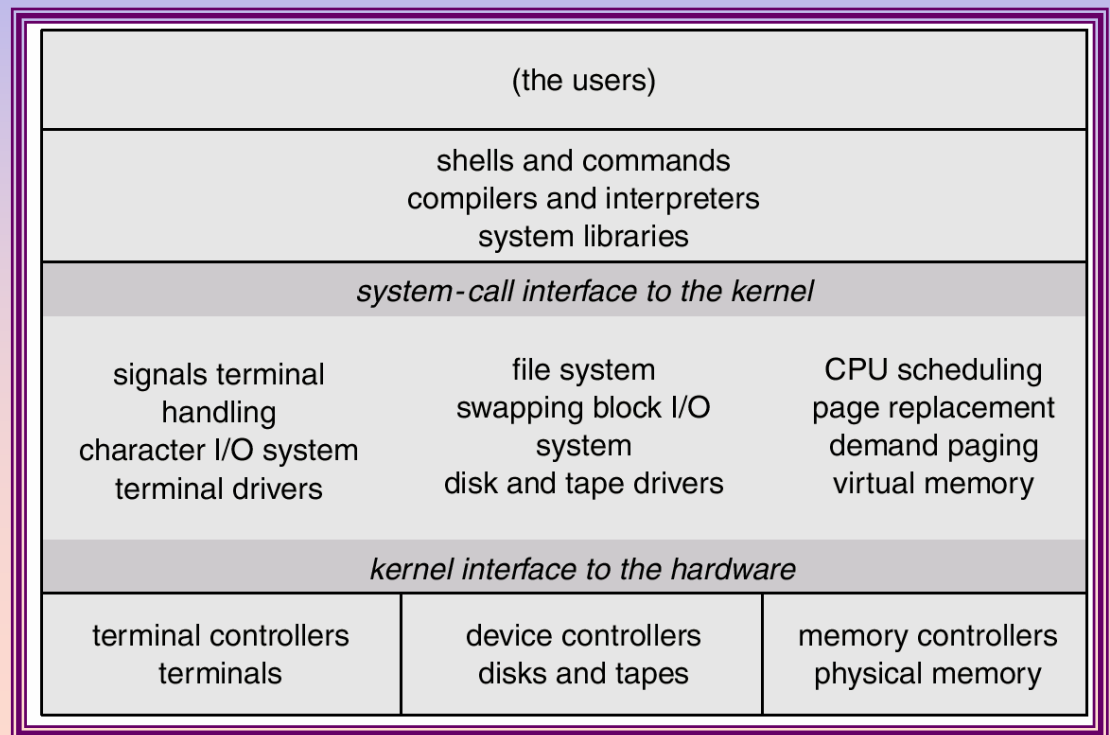 (the users)
shells and commands
compilers and interpreters
system libraries
system-call interface to the kernel
signals terminal
handling
character I/O system
terminal drivers
file system
swapping block I/O
system
disk and tape drivers
CPU scheduling
page replacement
demand paging
virtual memory
kernel interface to the hardware
terminal controllers
terminals
device controllers
disks and tapes
memory controllers
physical memory